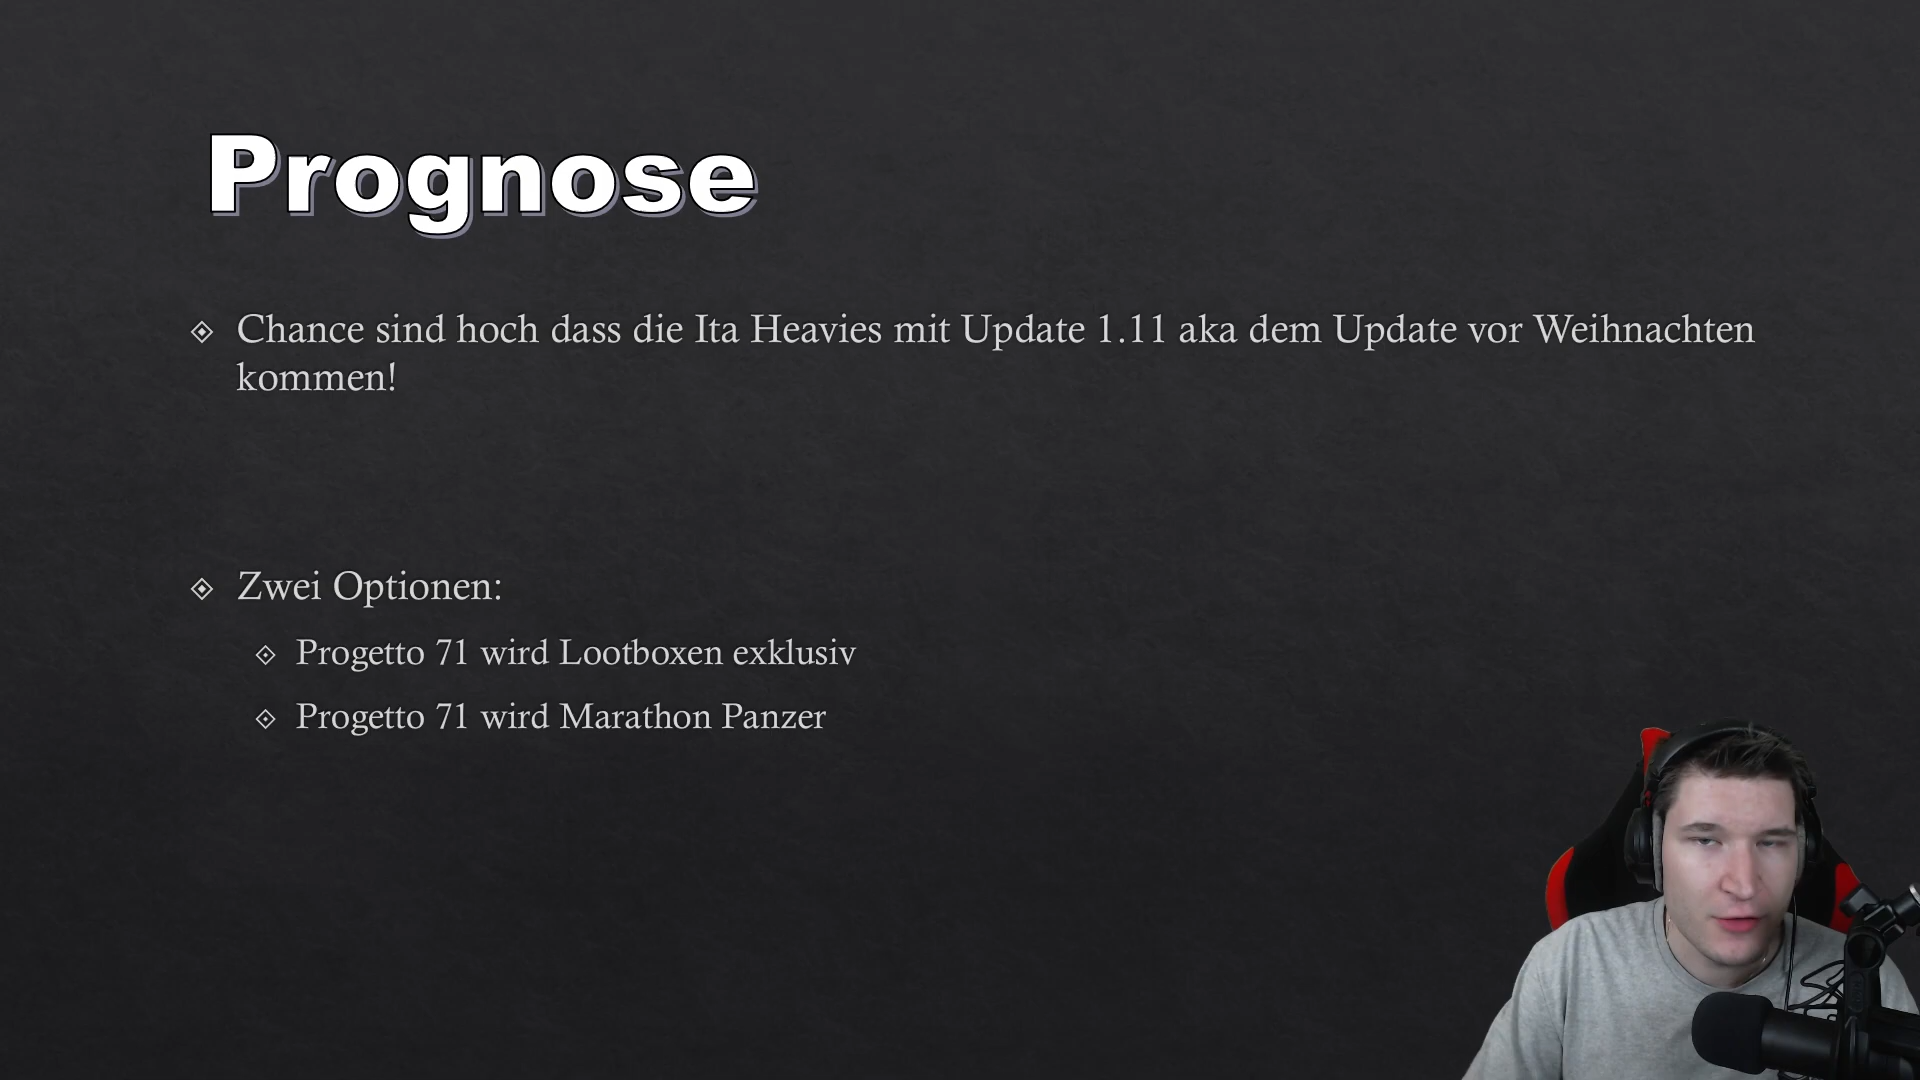 Prognose
Chance sind hoch dass die Ita Heavies mit Update 1.11 aka dem Update vor Weihnachten
kommen!
Zwei Optionen:
Progetto 71 wird Lootboxen exklusiv
Progetto 71 wird Marathon Panzer